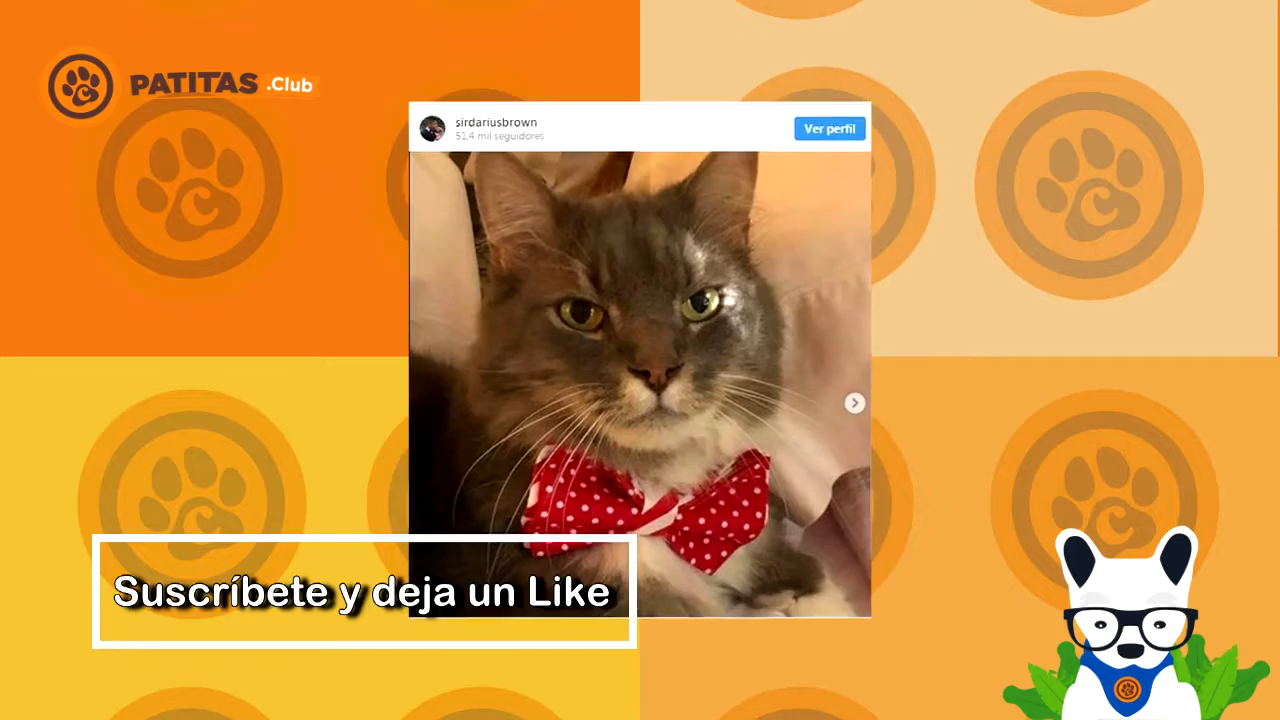 PATITAS .Club
sirdariusbrown
51.4 mil seguidores
Ver perfil
Suscríbete y deja un Like